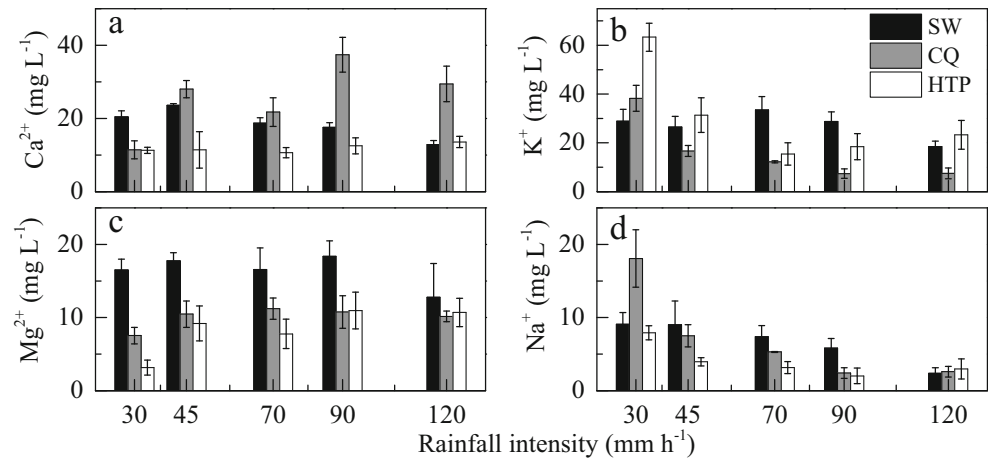 a
Ca²⁺ (mg L⁻¹)
40
20
0
b
K⁺ (mg L⁻¹)
60
40
20
0
SW
CQ
HTP
c
Mg²⁺ (mg L⁻¹)
20
10
0
30 45 70 90 120
d
Na⁺ (mg L⁻¹)
20
10
0
30 45 70 90 120
Rainfall intensity (mm h⁻¹)